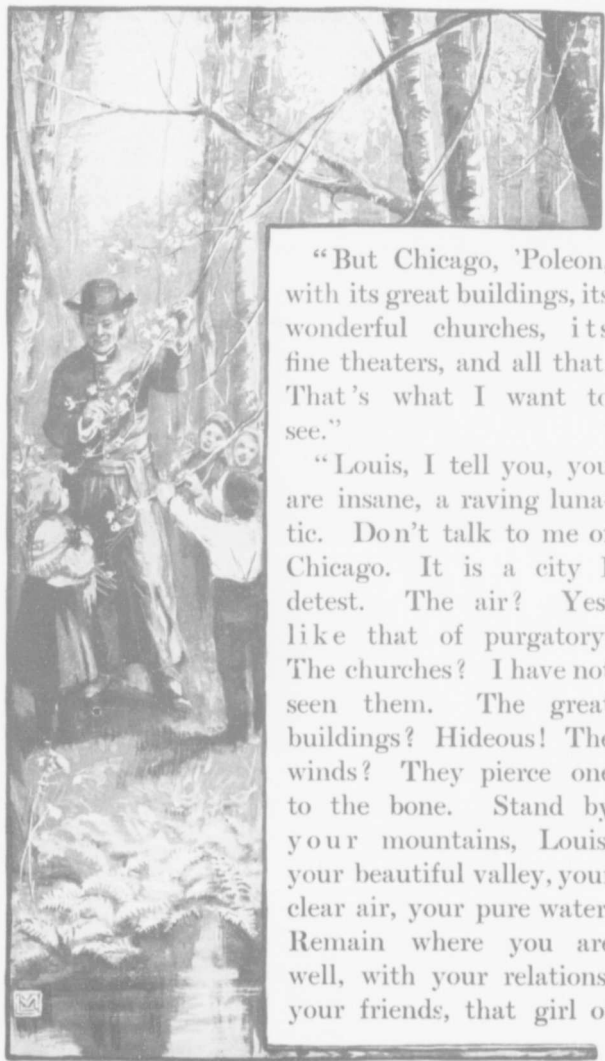 “But Chicago, 'Poleon
with its great buildings, its
wonderful churches, its
fine theaters, and all that
That's what I want to
see.”
“Louis, I tell you, you
are insane, a raving luna
tic. Don't talk to me of
Chicago. It is a city I
detest. The air? Yes
like that of purgatory
The churches? I have not
seen them. The great
buildings? Hideous! The
winds? They pierce one
to the bone. Stand by
your mountains, Louis
your beautiful valley, your
clear air, your pure water
Remain where you are
well, with your relations
your friends, that girl o